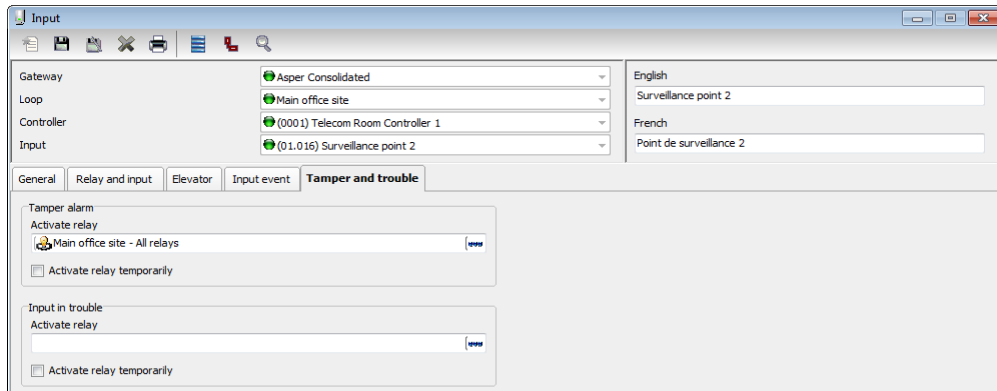 Input
Gateway
Asper Consolidated
Loop
Main office site
Controller
(0001) Telecom Room Controller 1
Input
(01.016) Surveillance point 2
English
Surveillance point 2
French
Point de surveillance 2
General
Relay and input
Elevator
Input event
Tamper and trouble
Tamper alarm
Activate relay
Main office site - All relays
Activate relay temporarily
Input in trouble
Activate relay
Activate relay temporarily